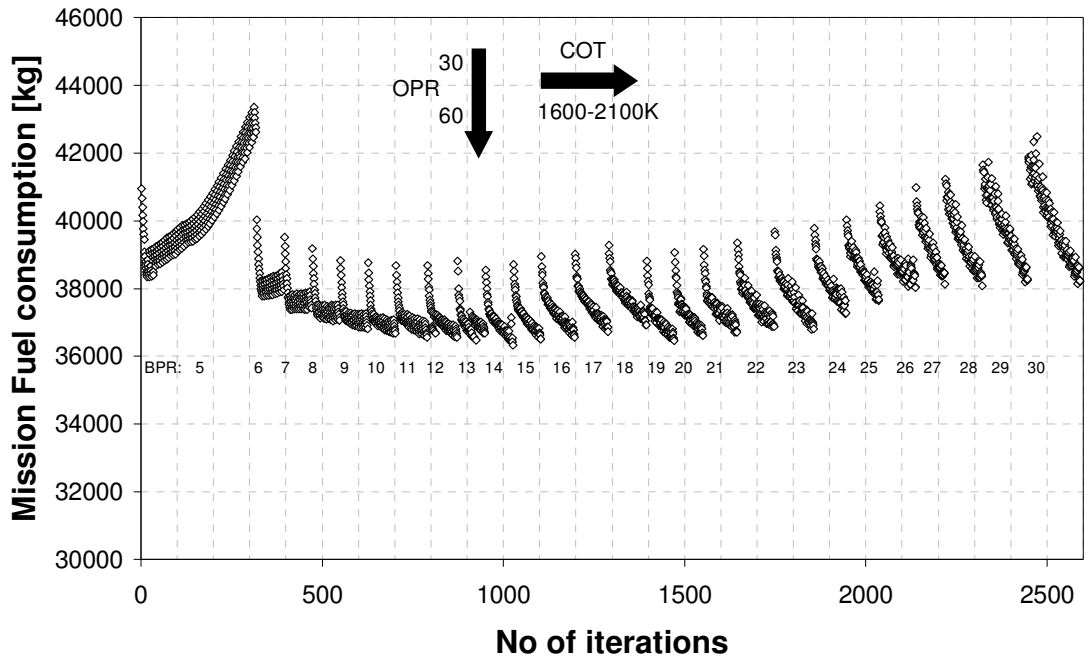 Mission Fuel consumption [kg]
46000
44000
42000
40000
38000
36000
34000
32000
30000
30
OPR
60
COT
1600-2100K
BPR: 5 6 7 8 9 10 11 12 13 14 15 16 17 18 19 20 21 22 23 24 25 26 27 28 29 30
0 500 1000 1500 2000 2500
No of iterations